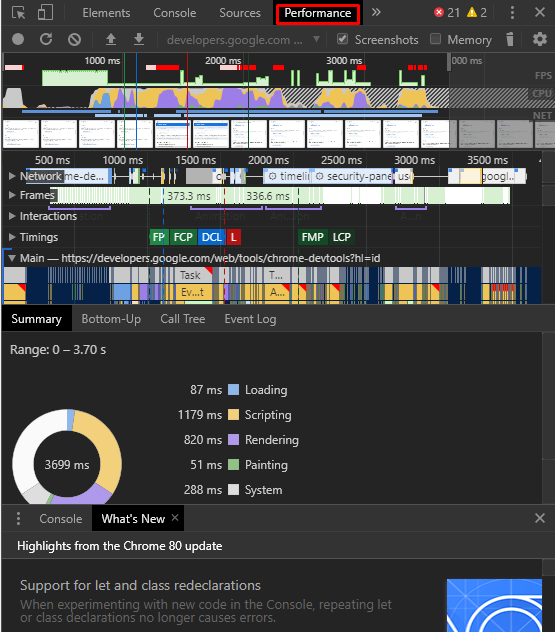 Elements Console Sources Performance » 21 2
developers.google.com ... Screenshots Memory
1000 ms 2000 ms 3000 ms 000 ms
FPS
CPU
NET
500 ms 1000 ms 1500 ms 2000 ms 2500 ms 3000 ms 3500 ms
Network me-de... timelin security-pane usi googl...
Frames 373.3 ms 336.6 ms
Interactions
Timings FP FCP DCL L FMP LCP
Main — https://developers.google.com/web/tools/chrome-devtools?hl=id
Task T...
Ev...t A...
Summary Bottom-Up Call Tree Event Log
Range: 0 – 3.70 s
87 ms Loading
1179 ms Scripting
820 ms Rendering
3699 ms
51 ms Painting
288 ms System
Console What's New ×
Highlights from the Chrome 80 update
Support for let and class redeclarations
When experimenting with new code in the Console, repeating let
or class declarations no longer causes errors.